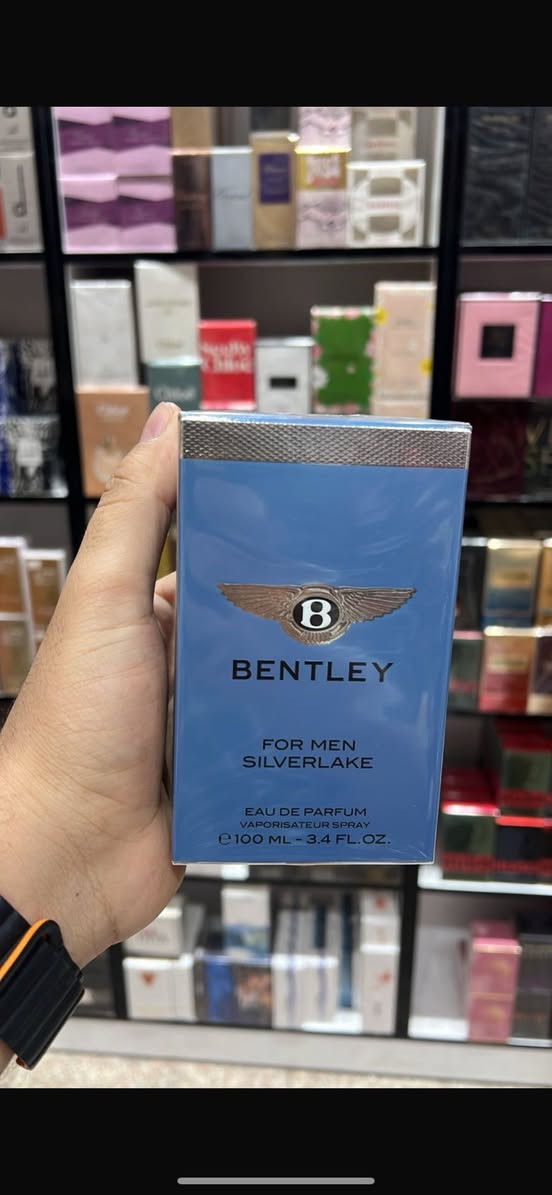 B
BENTLEY
FOR MEN
SILVERLAKE
EAU DE PARFUM
VAPORISATEUR SPRAY
℮ 100 ML - 3.4 FL.OZ.